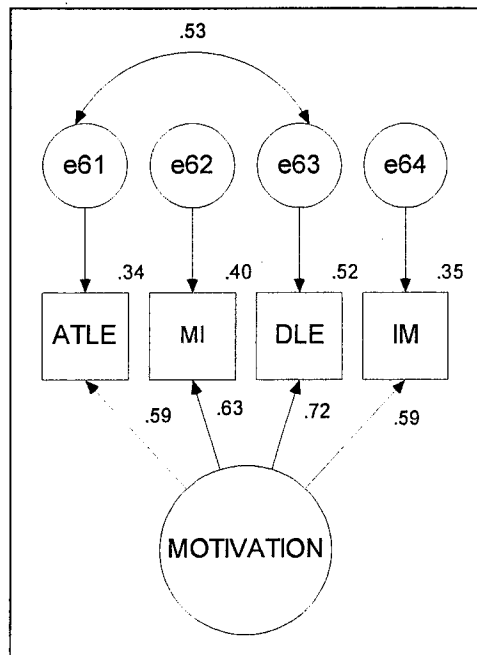 .53
e61 e62 e63 e64
.34 .40 .52 .35
ATLE MI DLE IM
.59 .63 .72 .59
MOTIVATION